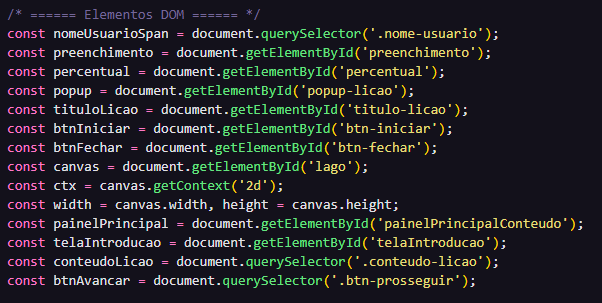 /* ====== Elementos DOM ====== */
const nomeUsuarioSpan = document.querySelector('.nome-usuario');
const preenchimento = document.getElementById('preenchimento');
const percentual = document.getElementById('percentual');
const popup = document.getElementById('popup-licao');
const tituloLicao = document.getElementById('titulo-licao');
const btnIniciar = document.getElementById('btn-iniciar');
const btnFechar = document.getElementById('btn-fechar');
const canvas = document.getElementById('lago');
const ctx = canvas.getContext('2d');
const width = canvas.width, height = canvas.height;
const painelPrincipal = document.getElementById('painelPrincipalConteudo');
const telaIntroducao = document.getElementById('telaIntroducao');
const conteudoLicao = document.querySelector('.conteudo-licao');
const btnAvancar = document.querySelector('.btn-prosseguir');